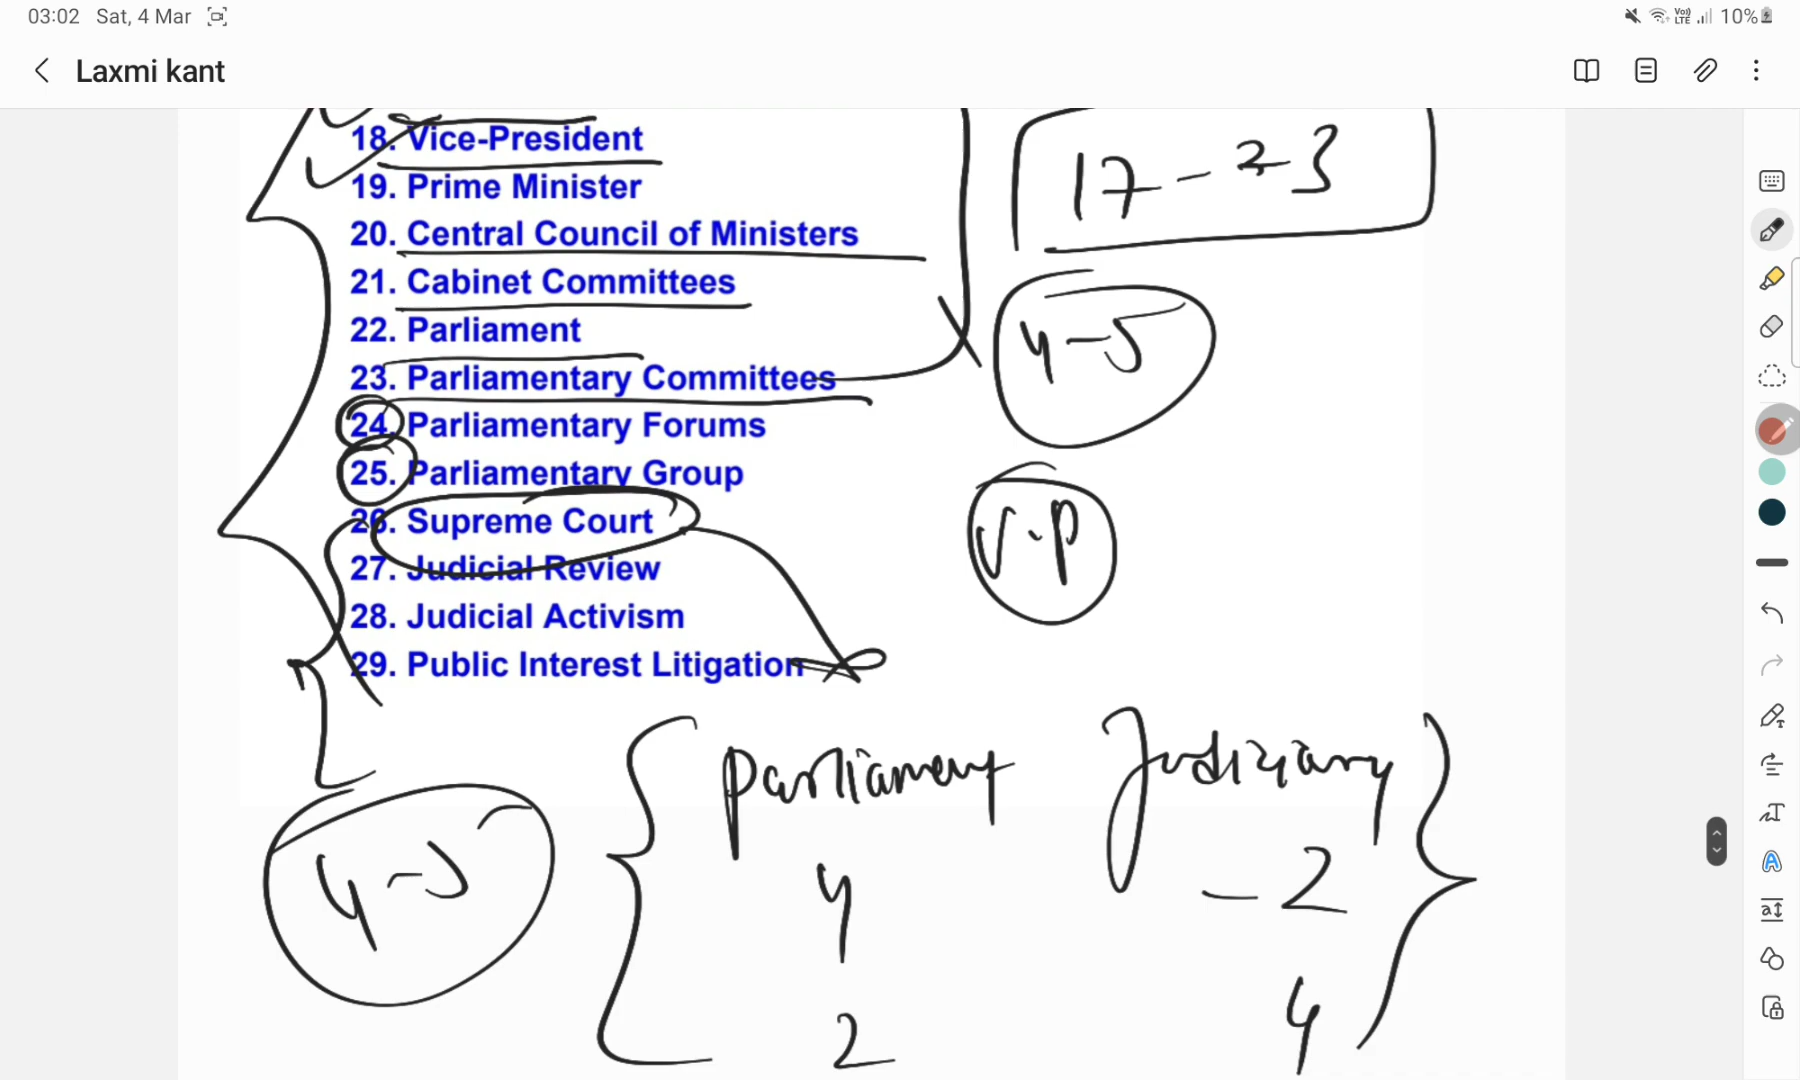 03:02 Sat, 4 Mar 10%
Laxmi kant
18. Vice-President
19. Prime Minister
20. Central Council of Ministers
21. Cabinet Committees
22. Parliament
23. Parliamentary Committees
24. Parliamentary Forums
25. Parliamentary Group
26. Supreme Court
27. Judicial Review
28. Judicial Activism
29. Public Interest Litigation
17 - 23
4-5
V.P
4-5
Parliament Judiciary
4 - 2
2 4